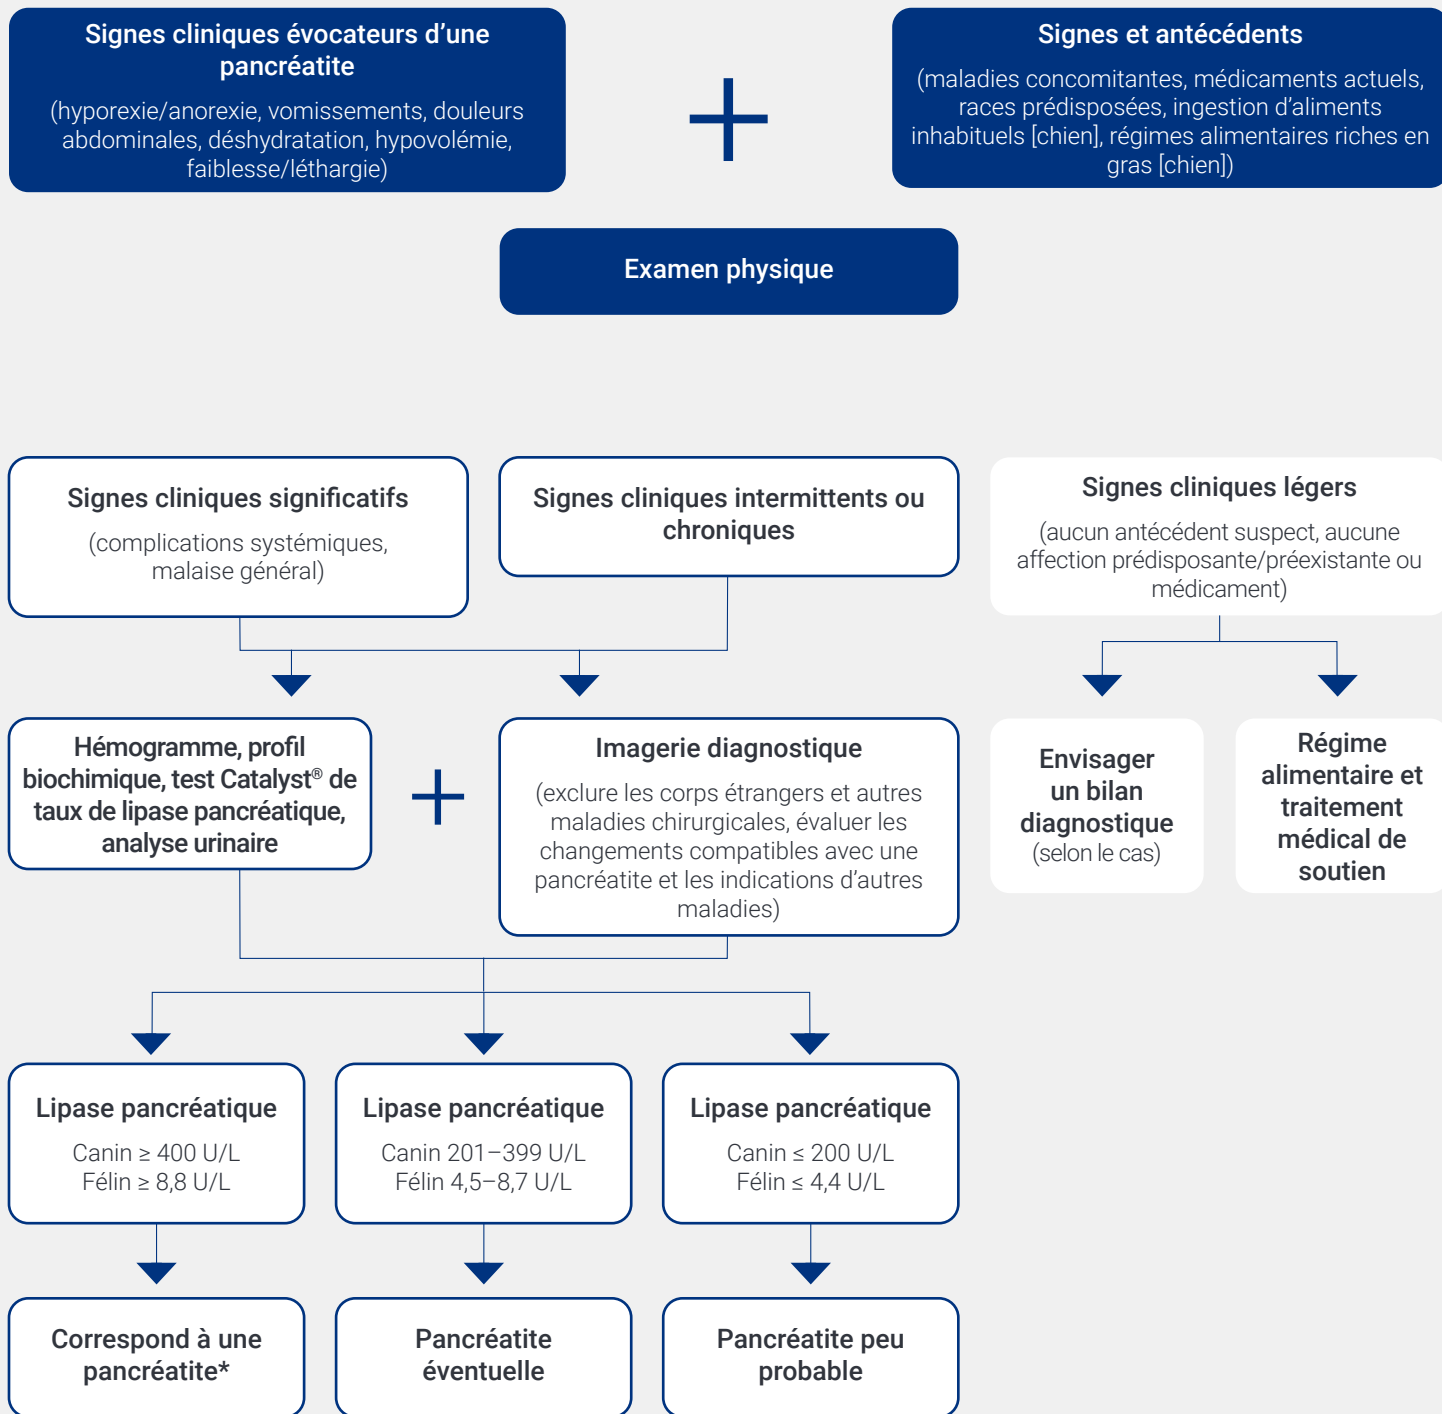 Signes cliniques évocateurs d’une
pancréatite
(hyporexie/anorexie, vomissements, douleurs
abdominales, déshydratation, hypovolémie,
faiblesse/léthargie)
Signes et antécédents
(maladies concomitantes, médicaments actuels,
races prédisposées, ingestion d’aliments
inhabituels [chien], régimes alimentaires riches en
gras [chien])
Examen physique
Signes cliniques significatifs
(complications systémiques,
malaise général)
Signes cliniques intermittents ou
chroniques
Signes cliniques légers
(aucun antécédent suspect, aucune
affection prédisposante/préexistante ou
médicament)
Hémogramme, profil
biochimique, test Catalyst® de
taux de lipase pancréatique,
analyse urinaire
Imagerie diagnostique
(exclure les corps étrangers et autres
maladies chirurgicales, évaluer les
changements compatibles avec une
pancréatite et les indications d’autres
maladies)
Envisager
un bilan
diagnostique
(selon le cas)
Régime
alimentaire et
traitement
médical de
soutien
Lipase pancréatique
Canin ≥ 400 U/L
Félin ≥ 8,8 U/L
Lipase pancréatique
Canin 201–399 U/L
Félin 4,5–8,7 U/L
Lipase pancréatique
Canin ≤ 200 U/L
Félin ≤ 4,4 U/L
Correspond à une
pancréatite*
Pancréatite
éventuelle
Pancréatite peu
probable